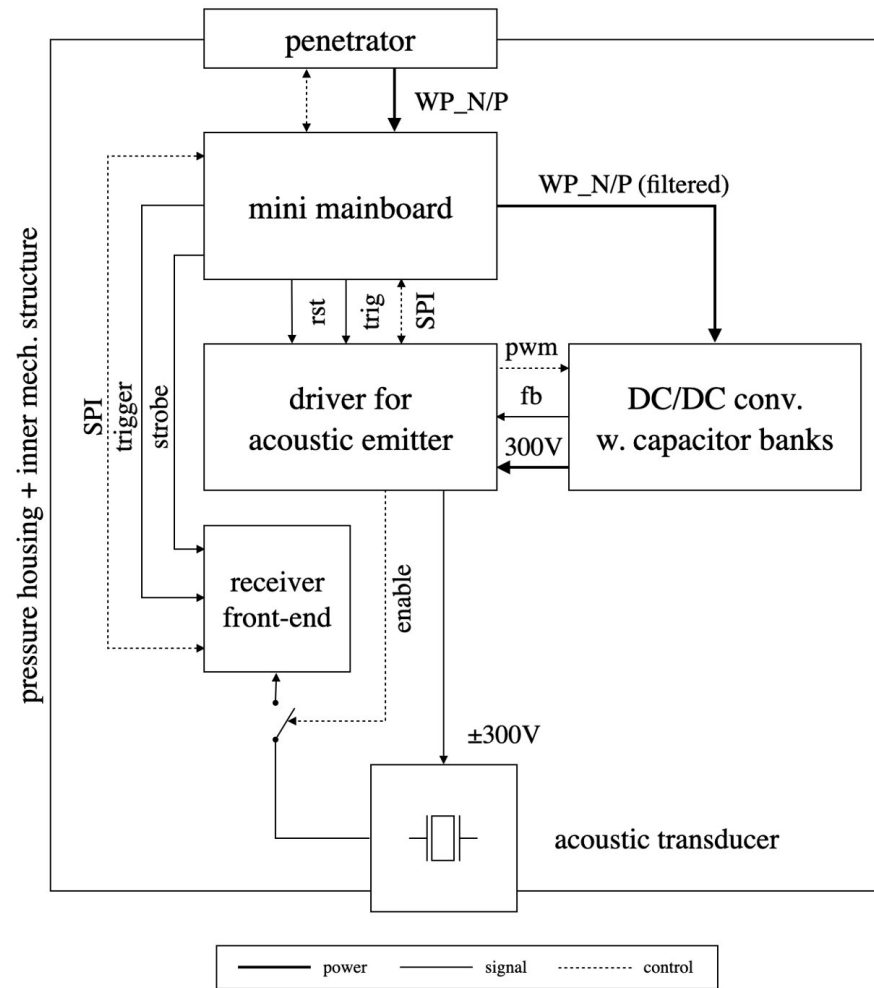 penetrator
WP_N/P
mini mainboard
WP_N/P (filtered)
rst
trig
SPI
pwm
fb
300V
driver for
acoustic emitter
DC/DC conv.
w. capacitor banks
SPI
trigger
strobe
receiver
front-end
enable
±300V
acoustic transducer
pressure housing + inner mech. structure
power
signal
control